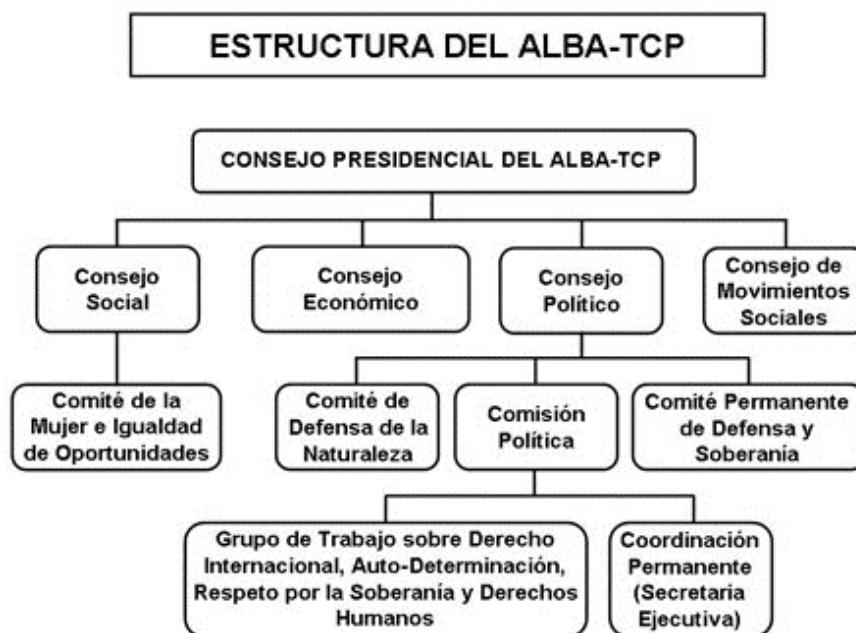 ESTRUCTURA DEL ALBA-TCP
CONSEJO PRESIDENCIAL DEL ALBA-TCP
Consejo
Social
Consejo
Económico
Consejo
Político
Consejo de
Movimientos
Sociales
Comité de la
Mujer e Igualdad
de Oportunidades
Comité de
Defensa de la
Naturaleza
Comisión
Política
Comité Permanente
de Defensa y
Soberanía
Grupo de Trabajo sobre Derecho
Internacional, Auto-Determinación,
Respeto por la Soberanía y Derechos
Humanos
Coordinación
Permanente
(Secretaria
Ejecutiva)